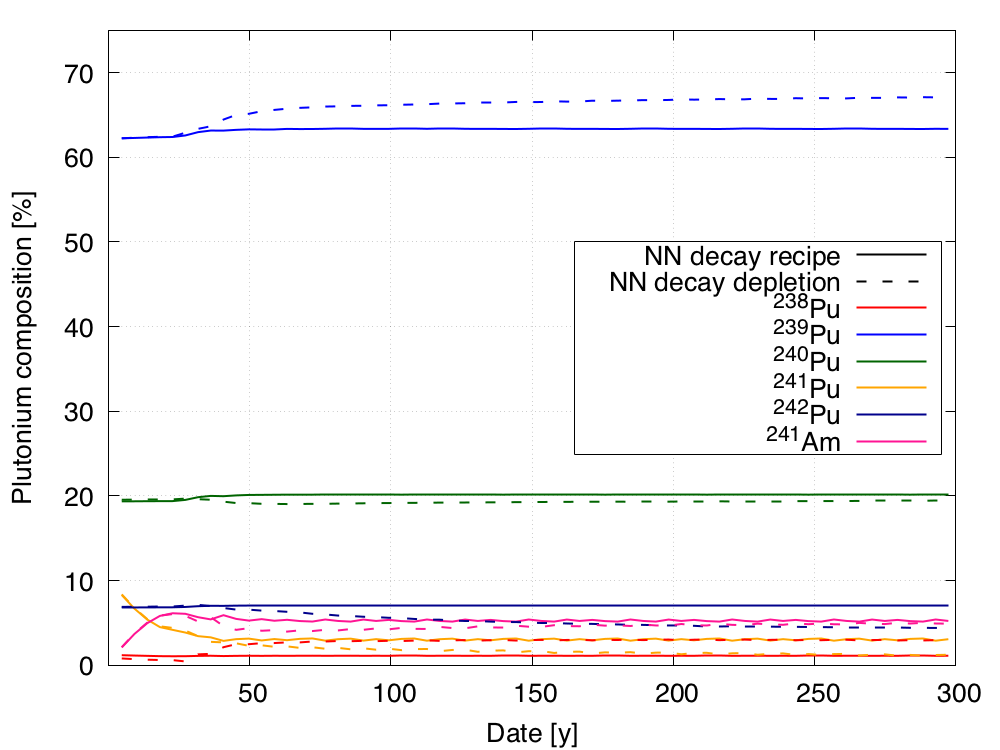 70
60
50
40
30
20
10
0
Plutonium composition [%]
NN decay recipe
NN decay depletion
²³⁸Pu
²³⁹Pu
²⁴⁰Pu
²⁴¹Pu
²⁴²Pu
²⁴¹Am
50 100 150 200 250 300
Date [y]